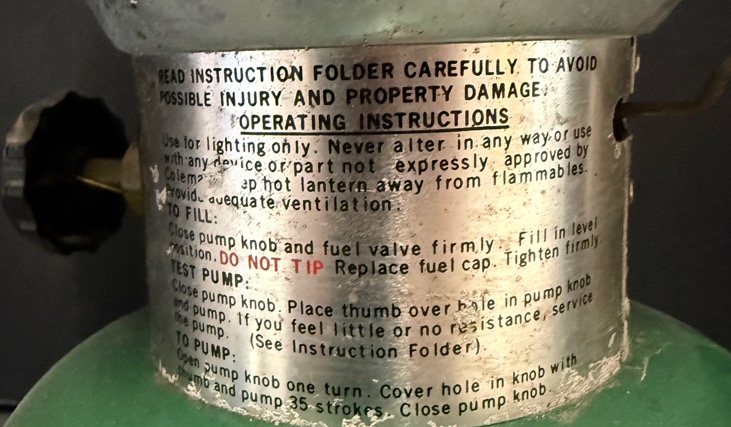 READ INSTRUCTION FOLDER CAREFULLY TO AVOID
POSSIBLE INJURY AND PROPERTY DAMAGE.
OPERATING INSTRUCTIONS
Use for lighting only. Never alter in any way or use
with any device or part not expressly approved by
hot lantern away from flammables.
Provide adequate ventilation.
TO FILL:
Close pump knob and fuel valve firmly. Fill in level
position. DO NOT TIP Replace fuel cap. Tighten firmly
TEST PUMP:
Close pump knob. Place thumb over hole in pump knob
and pump. If you feel little or no resistance, service
the pump. (See Instruction Folder).
TO PUMP:
Open pump knob one turn. Cover hole in knob with
thumb and pump 35 strokes. Close pump knob.